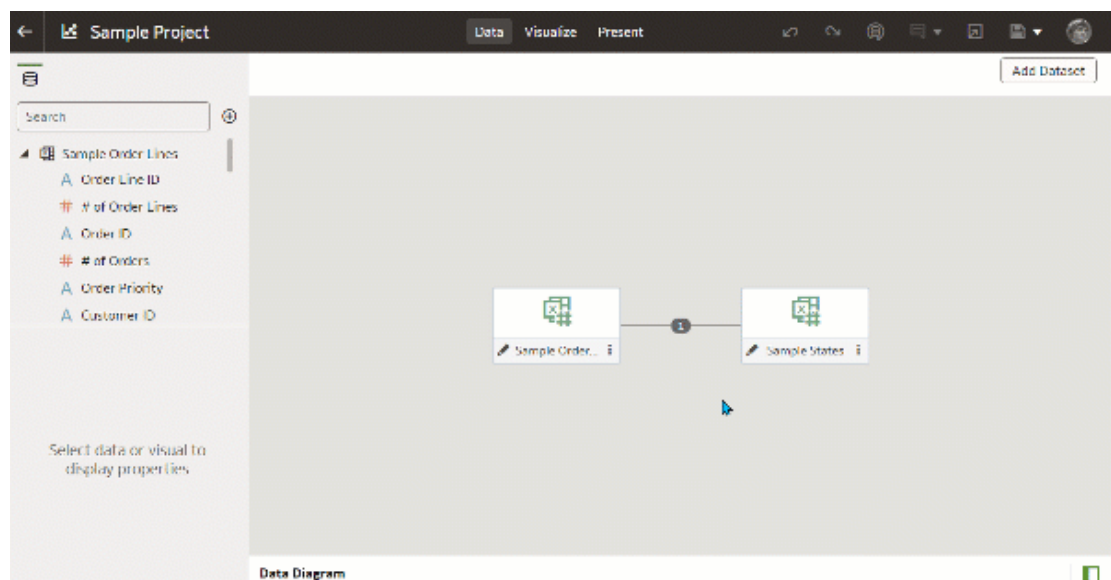 Sample Project
Data Visualize Present
Add Dataset
Search
Sample Order Lines
A Order Line ID
# # of Order Lines
A Order ID
# # of Orders
A Order Priority
A Customer ID
1
Sample Order...
Sample States
Select data or visual to
display properties
Data Diagram